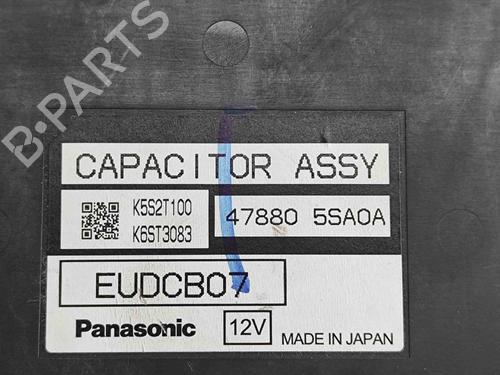 B-PARTS
CAPACITOR ASSY
K5S2T100
K6ST3083
47880 5SA0A
EUDCB07
Panasonic
12V
MADE IN JAPAN